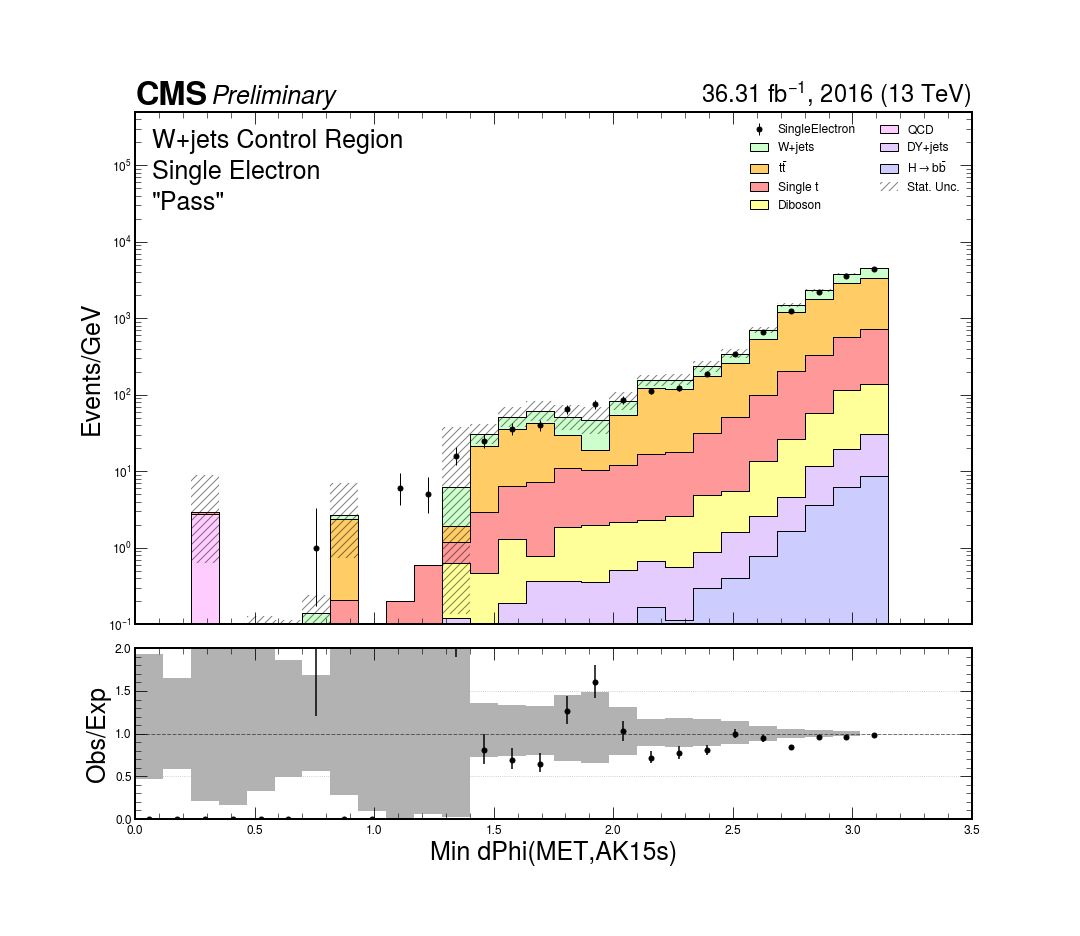 CMS Preliminary
36.31 fb⁻¹, 2016 (13 TeV)
W+jets Control Region
Single Electron
"Pass"
SingleElectron
W+jets
tt̄
Single t
Diboson
QCD
DY+jets
H→bb̄
Stat. Unc.
Events/GeV
10⁵
10⁴
10³
10²
10¹
10⁰
10⁻¹
Obs/Exp
2.0
1.5
1.0
0.5
0.0
0.0 0.5 1.0 1.5 2.0 2.5 3.0 3.5
Min dPhi(MET,AK15s)